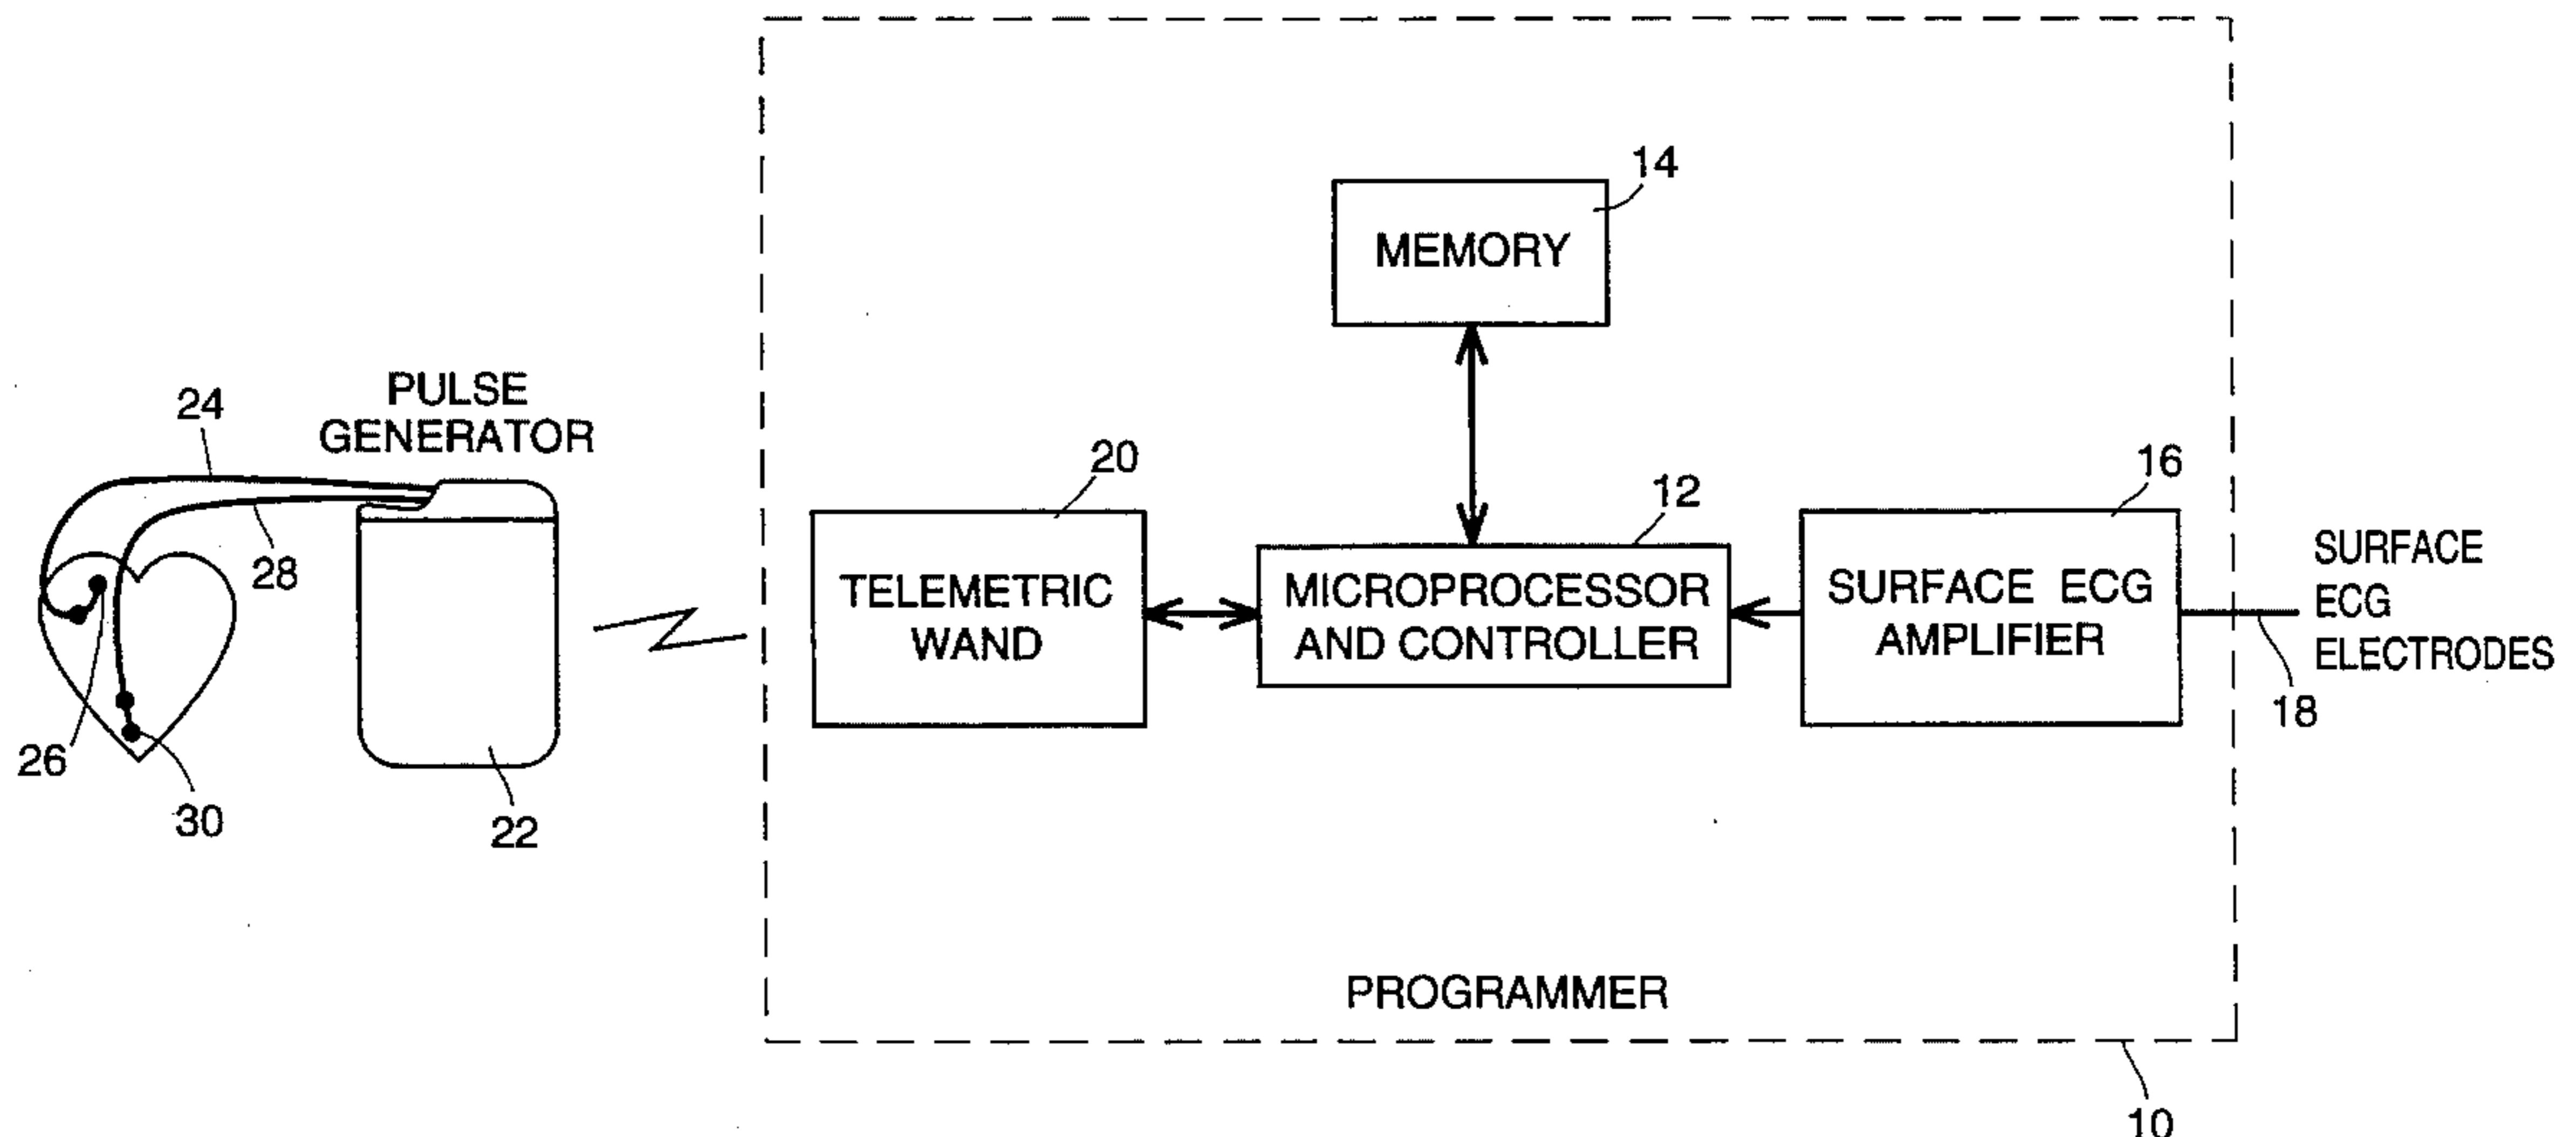 14
MEMORY
PULSE
GENERATOR
24
28
26
30
22
20
TELEMETRIC
WAND
12
MICROPROCESSOR
AND CONTROLLER
16
SURFACE ECG
AMPLIFIER
SURFACE
ECG
ELECTRODES
18
PROGRAMMER
10